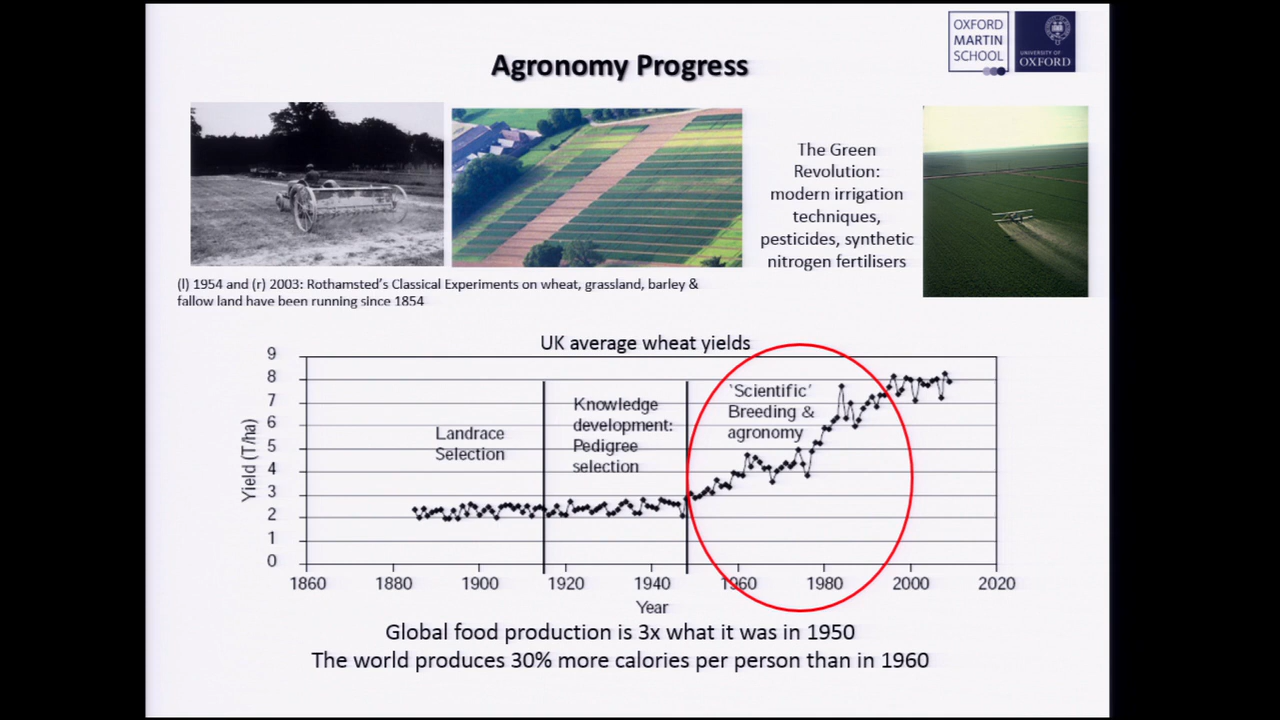 OXFORD
MARTIN
SCHOOL
UNIVERSITY OF
OXFORD
Agronomy Progress
The Green
Revolution:
modern irrigation
techniques,
pesticides, synthetic
nitrogen fertilisers
(l) 1954 and (r) 2003: Rothamsted's Classical Experiments on wheat, grassland, barley &
fallow land have been running since 1854
UK average wheat yields
9
8
7
6
5
4
3
2
1
0
Yield (T/ha)
Landrace
Selection
Knowledge
development:
Pedigree
selection
'Scientific'
Breeding &
agronomy
1860 1880 1900 1920 1940 1960 1980 2000 2020
Year
Global food production is 3x what it was in 1950
The world produces 30% more calories per person than in 1960